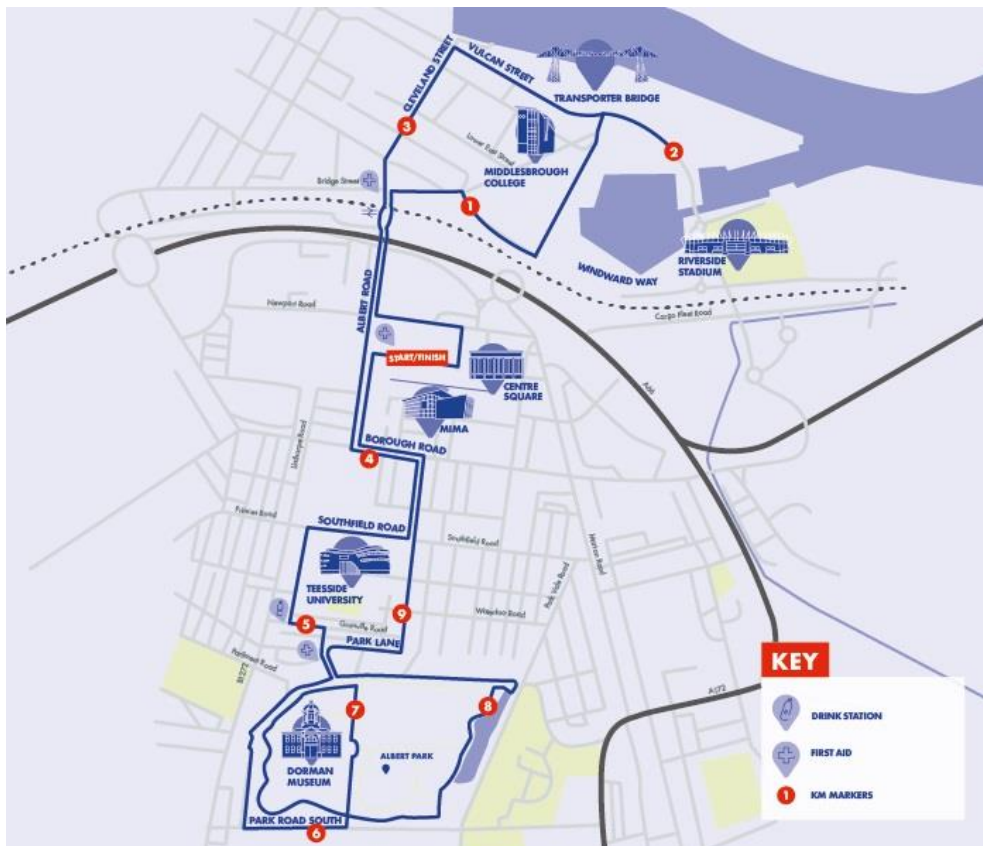 CLEVELAND STREET
VULCAN STREET
TRANSPORTER BRIDGE
3
Lower East Street
2
MIDDLESBROUGH
COLLEGE
Bridge Street
1
RIVERSIDE
STADIUM
WINDWARD WAY
ALBERT ROAD
Newport Road
Cargo Fleet Road
START/FINISH
CENTRE
SQUARE
A66
MIMA
BOROUGH ROAD
4
Linthorpe Road
SOUTHFIELD ROAD
Southfield Road
Marton Road
Park Vale Road
TEESSIDE
UNIVERSITY
5
9
Granville Road
Waterloo Road
PARK LANE
Parliament Road
B1272
KEY
A172
7
8
DRINK STATION
DORMAN
MUSEUM
ALBERT PARK
FIRST AID
PARK ROAD SOUTH
6
1
KM MARKERS